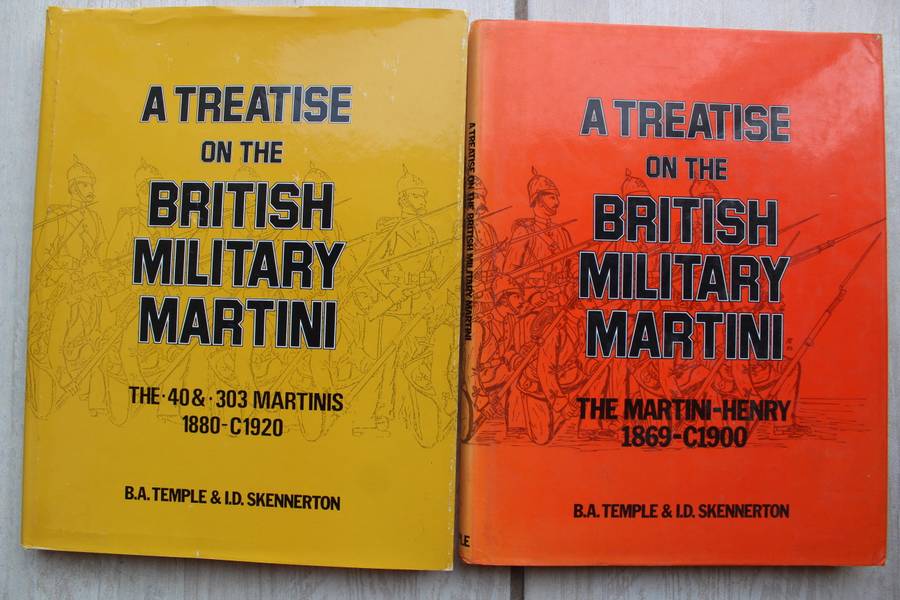 A TREATISE
ON THE
BRITISH
MILITARY
MARTINI
THE·40 & ·303 MARTINIS
1880-C1920
B.A. TEMPLE & I.D. SKENNERTON
A TREATISE ON THE BRITISH MILITARY MARTINI
A TREATISE
ON THE
BRITISH
MILITARY
MARTINI
THE MARTINI-HENRY
1869-C1900
B.A. TEMPLE & I.D. SKENNERTON